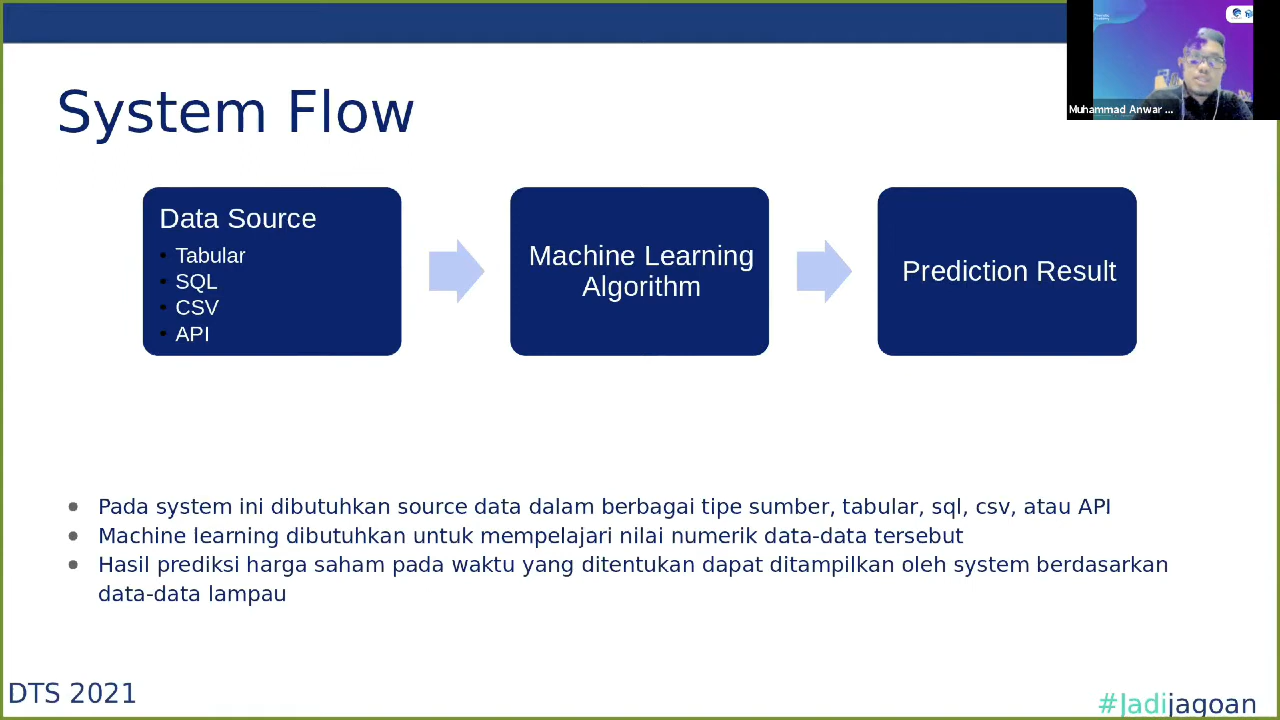 Muhammad Anwar ...
System Flow
Data Source
• Tabular
• SQL
• CSV
• API
Machine Learning
Algorithm
Prediction Result
● Pada system ini dibutuhkan source data dalam berbagai tipe sumber, tabular, sql, csv, atau API
● Machine learning dibutuhkan untuk mempelajari nilai numerik data-data tersebut
● Hasil prediksi harga saham pada waktu yang ditentukan dapat ditampilkan oleh system berdasarkan
data-data lampau
DTS 2021
#Jadijagoan